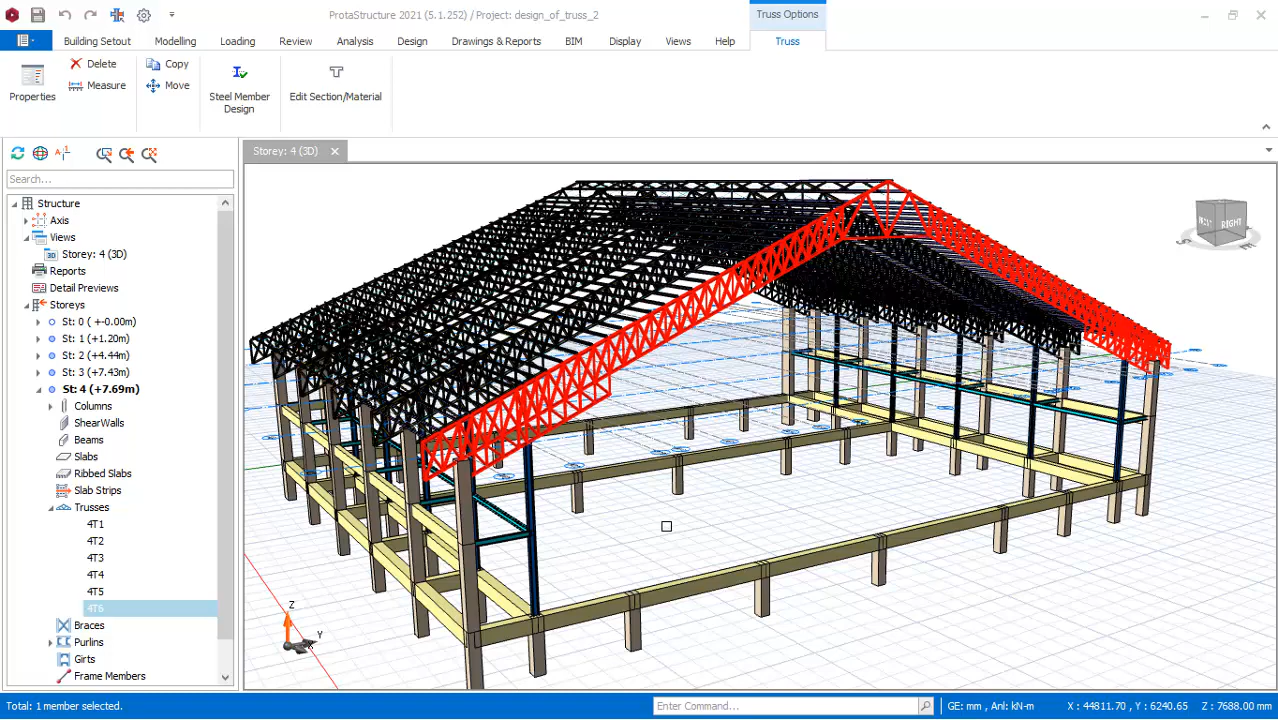 ProtaStructure 2021 (5.1.252) / Project: design_of_truss_2
Truss Options
Building Setout Modelling Loading Review Analysis Design Drawings & Reports BIM Display Views Help Truss
Delete Copy
Measure Move
Properties Steel Member Design Edit Section/Material
Storey: 4 (3D)
Search...
Structure
Axis
Views
Storey: 4 (3D)
Reports
Detail Previews
Storeys
St: 0 ( +-0.00m)
St: 1 (+1.20m)
St: 2 (+4.44m)
St: 3 (+7.43m)
St: 4 (+7.69m)
Columns
ShearWalls
Beams
Slabs
Ribbed Slabs
Slab Strips
Trusses
4T1
4T2
4T3
4T4
4T5
4T6
Braces
Purlins
Girts
Frame Members
RIGHT
Z
Y
Total: 1 member selected.
Enter Command...
GE: mm, Anl: kN-m
X : 44811.70 , Y : 6240.65 Z : 7688.00 mm